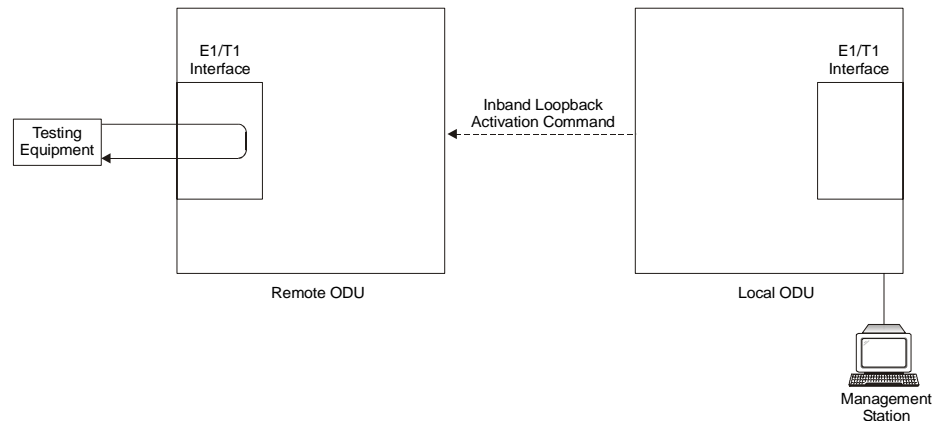 E1/T1
Interface
Testing
Equipment
Inband Loopback
Activation Command
E1/T1
Interface
Remote ODU
Local ODU
Management
Station